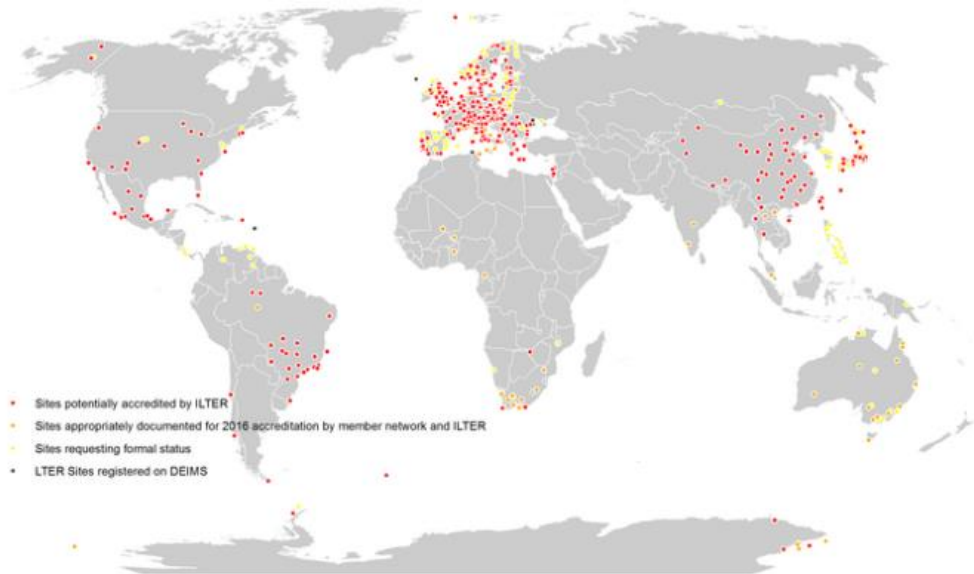 Sites potentially accredited by ILTER
Sites appropriately documented for 2016 accreditation by member network and ILTER
Sites requesting formal status
LTER Sites registered on DEIMS